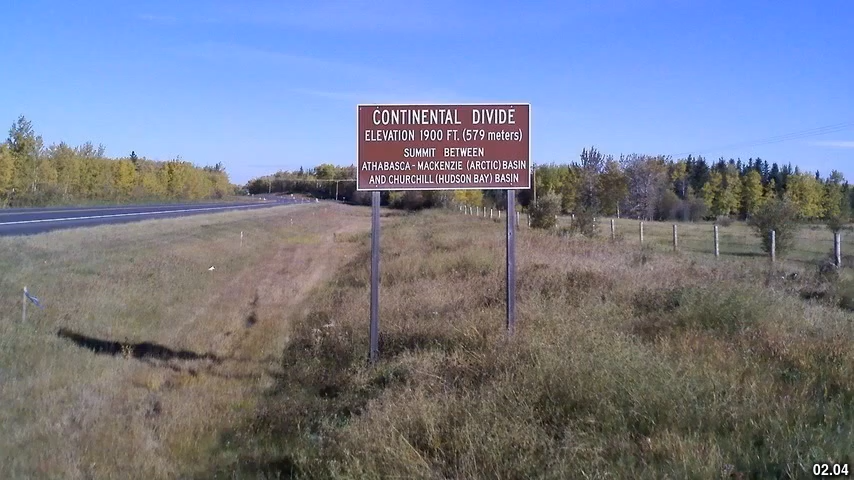 CONTINENTAL DIVIDE
ELEVATION 1900 FT. (579 meters)
SUMMIT BETWEEN
ATHABASCA-MACKENZIE (ARCTIC) BASIN
AND CHURCHILL (HUDSON BAY) BASIN
02.04